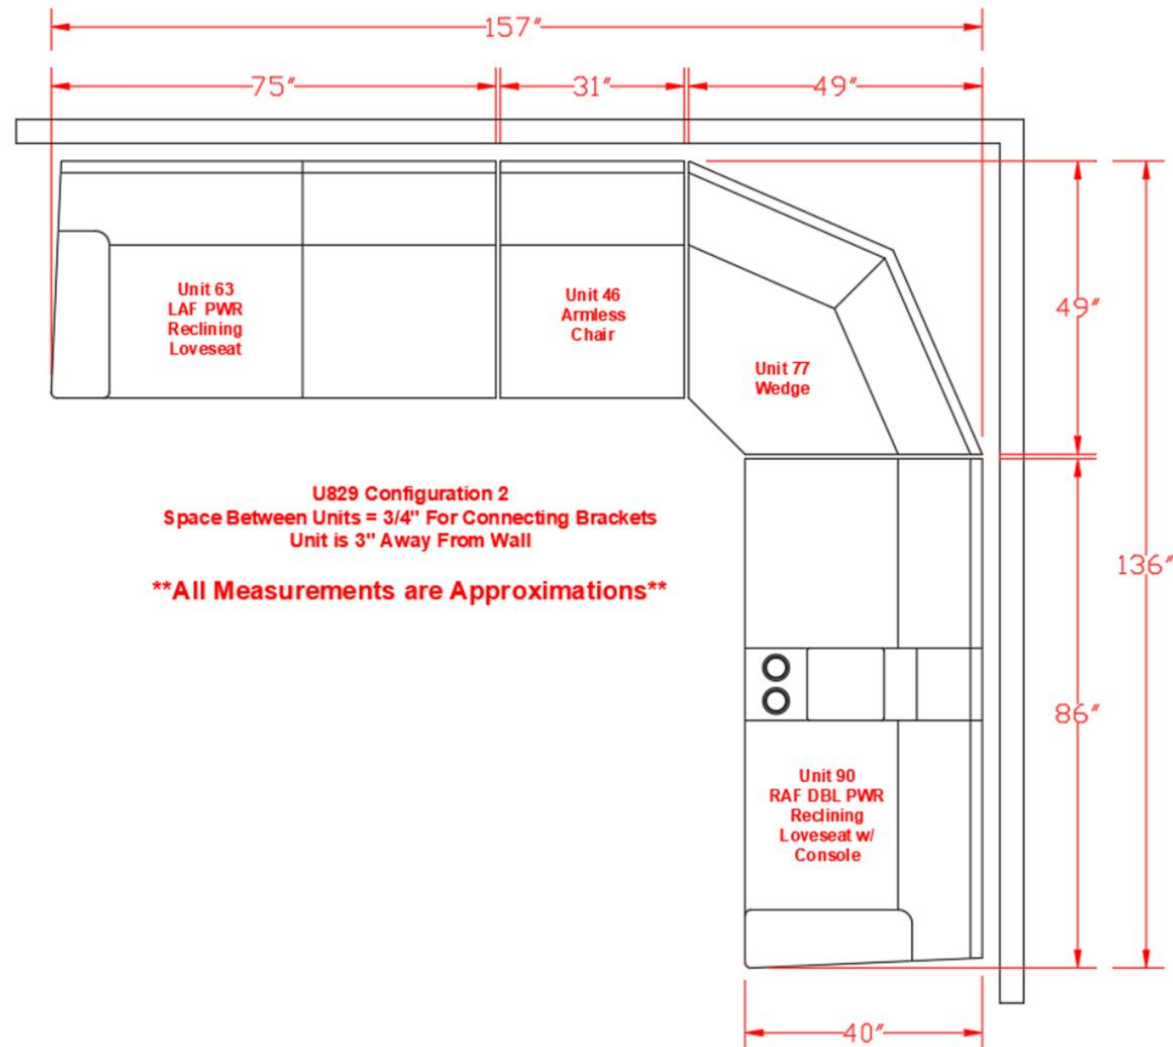 157"
75"
31"
49"
Unit 63
LAF PWR
Reclining
Loveseat
Unit 46
Armless
Chair
Unit 77
Wedge
49"
U829 Configuration 2
Space Between Units = 3/4" For Connecting Brackets
Unit is 3" Away From Wall
**All Measurements are Approximations**
136"
86"
Unit 90
RAF DBL PWR
Reclining
Loveseat w/
Console
40"